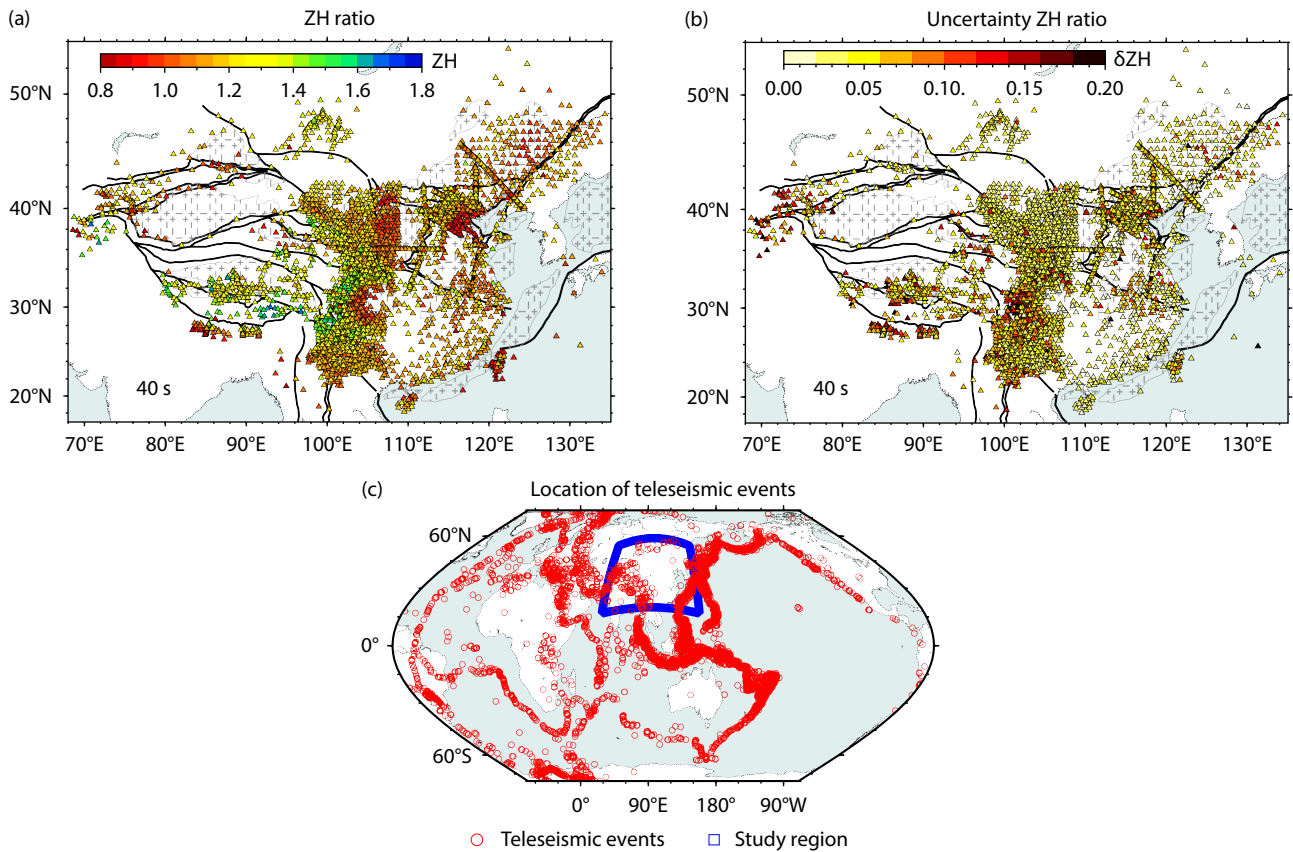 (a)
ZH ratio
ZH
0.8 1.0 1.2 1.4 1.6 1.8
50°N
40°N
30°N
20°N
40 s
70°E 80°E 90°E 100°E 110°E 120°E 130°E
(b)
Uncertainty ZH ratio
δZH
0.00 0.05 0.10. 0.15 0.20
50°N
40°N
30°N
20°N
40 s
70°E 80°E 90°E 100°E 110°E 120°E 130°E
(c)
Location of teleseismic events
60°N
0°
60°S
0° 90°E 180° 90°W
Teleseismic events Study region